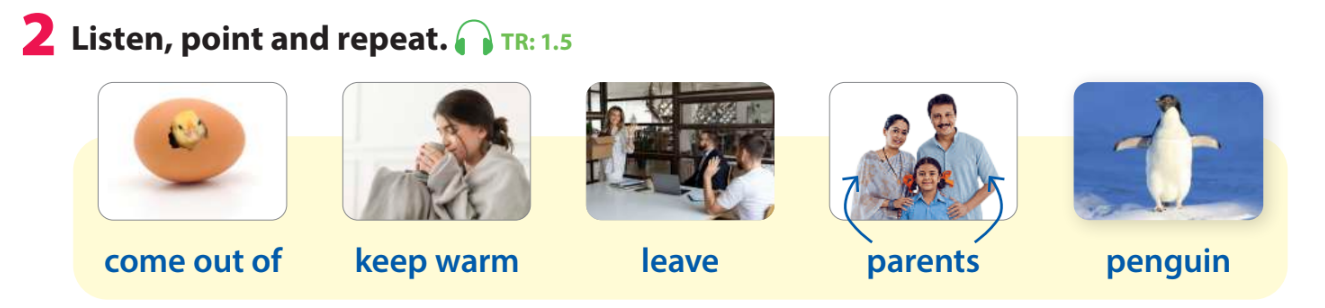 2 Listen, point and repeat. TR: 1.5
come out of keep warm leave parents penguin